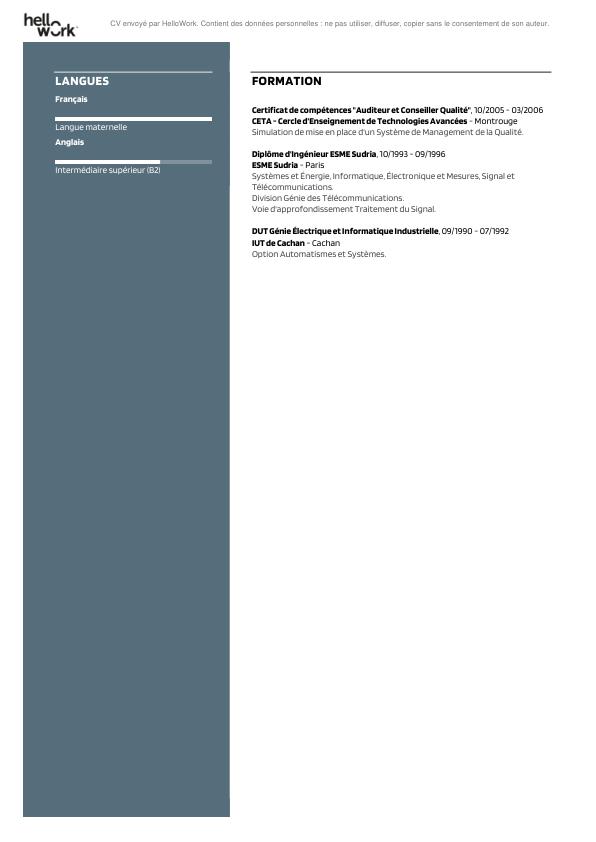 hello
work
CV envoyé par HelloWork. Contient des données personnelles : ne pas utiliser, diffuser, copier sans le consentement de son auteur.
LANGUES
Français
Langue maternelle
Anglais
Intermédiaire supérieur (B2)
FORMATION
Certificat de compétences "Auditeur et Conseiller Qualité", 10/2005 - 03/2006
CETA - Cercle d'Enseignement de Technologies Avancées - Montrouge
Simulation de mise en place d'un Système de Management de la Qualité.
Diplôme d'Ingénieur ESME Sudria, 10/1993 - 09/1996
ESME Sudria - Paris
Systèmes et Énergie, Informatique, Électronique et Mesures, Signal et
Télécommunications.
Division Génie des Télécommunications.
Voie d'approfondissement Traitement du Signal.
DUT Génie Électrique et Informatique Industrielle, 09/1990 - 07/1992
IUT de Cachan - Cachan
Option Automatismes et Systèmes.